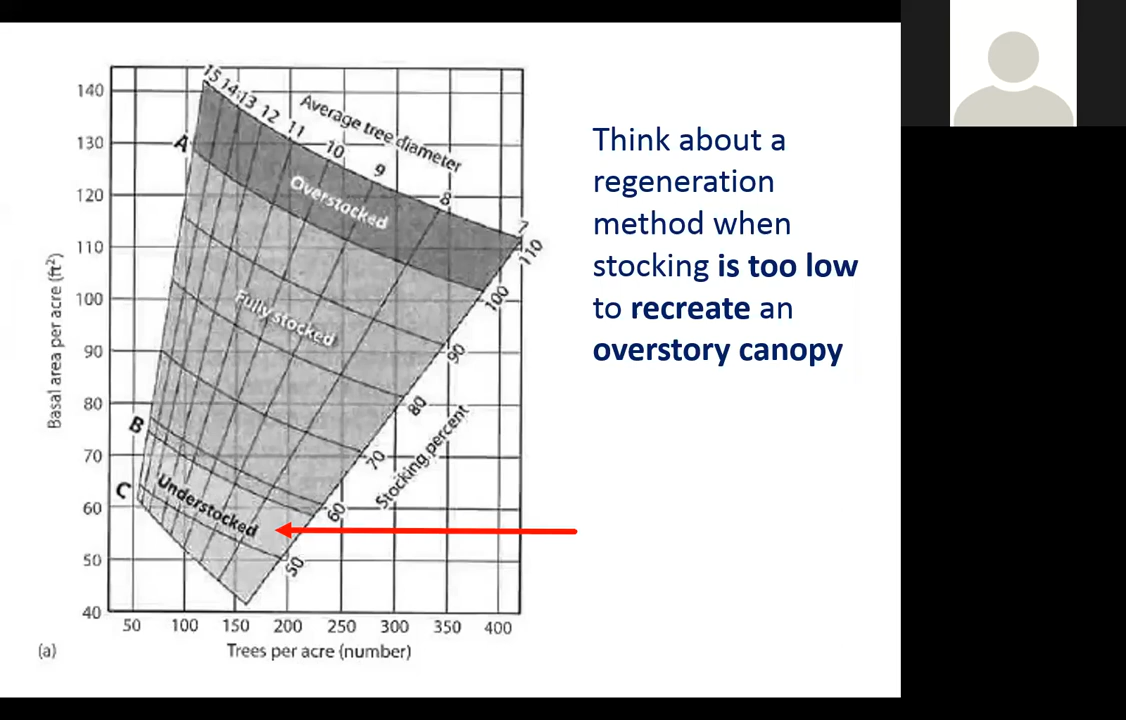 140
130
120
110
100
90
80
70
60
50
40
Basal area per acre (ft²)
A
B
C
15
14
13
12
11
10
9
8
7
Average tree diameter
Overstocked
Fully stocked
Understocked
110
100
90
80
70
60
50
Stocking percent
50 100 150 200 250 300 350 400
(a) Trees per acre (number)
Think about a
regeneration
method when
stocking is too low
to recreate an
overstory canopy